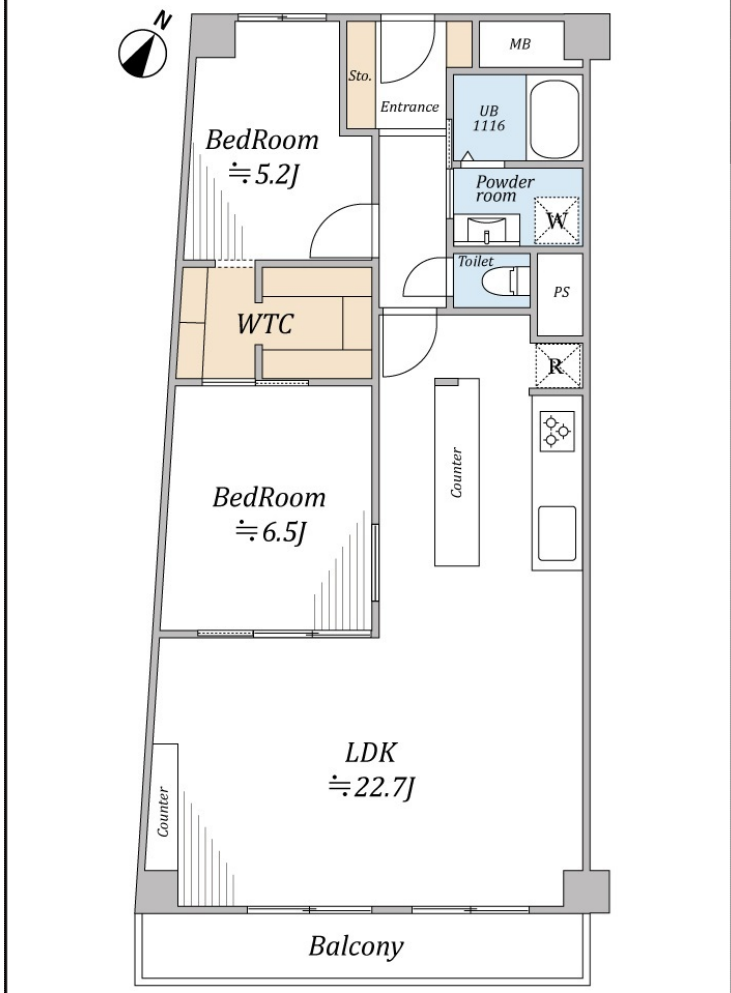 N
MB
Sto.
Entrance
UB
1116
BedRoom
≒5.2J
Powder
room
W
Toilet
PS
WTC
R
Counter
BedRoom
≒6.5J
LDK
≒22.7J
Counter
Balcony